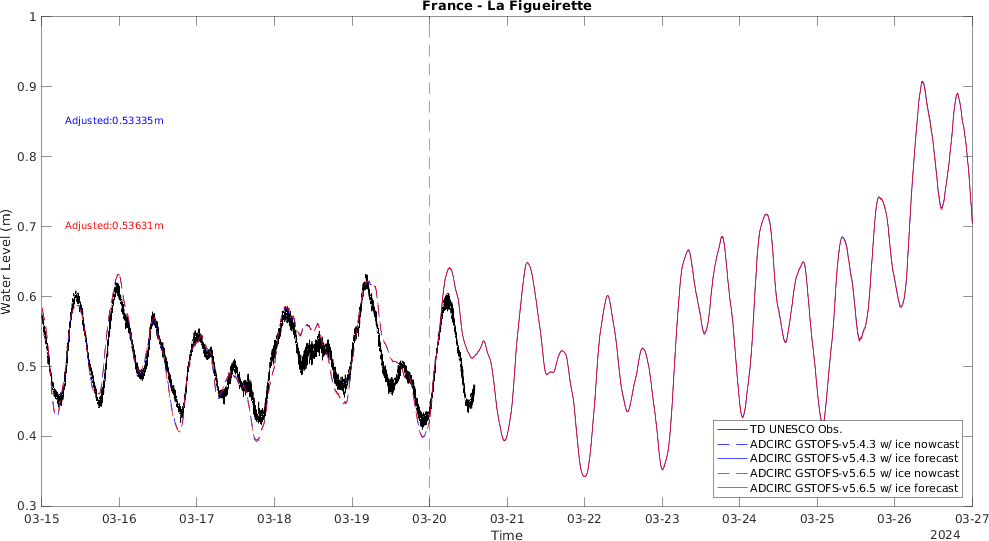 France - La Figueirette
1
0.9
0.8
0.7
0.6
0.5
0.4
0.3
Water Level (m)
Adjusted:0.53335m
Adjusted:0.53631m
TD UNESCO Obs.
ADCIRC GSTOFS-v5.4.3 w/ ice nowcast
ADCIRC GSTOFS-v5.4.3 w/ ice forecast
ADCIRC GSTOFS-v5.6.5 w/ ice nowcast
ADCIRC GSTOFS-v5.6.5 w/ ice forecast
03-15 03-16 03-17 03-18 03-19 03-20 03-21 03-22 03-23 03-24 03-25 03-26 03-27
Time
2024